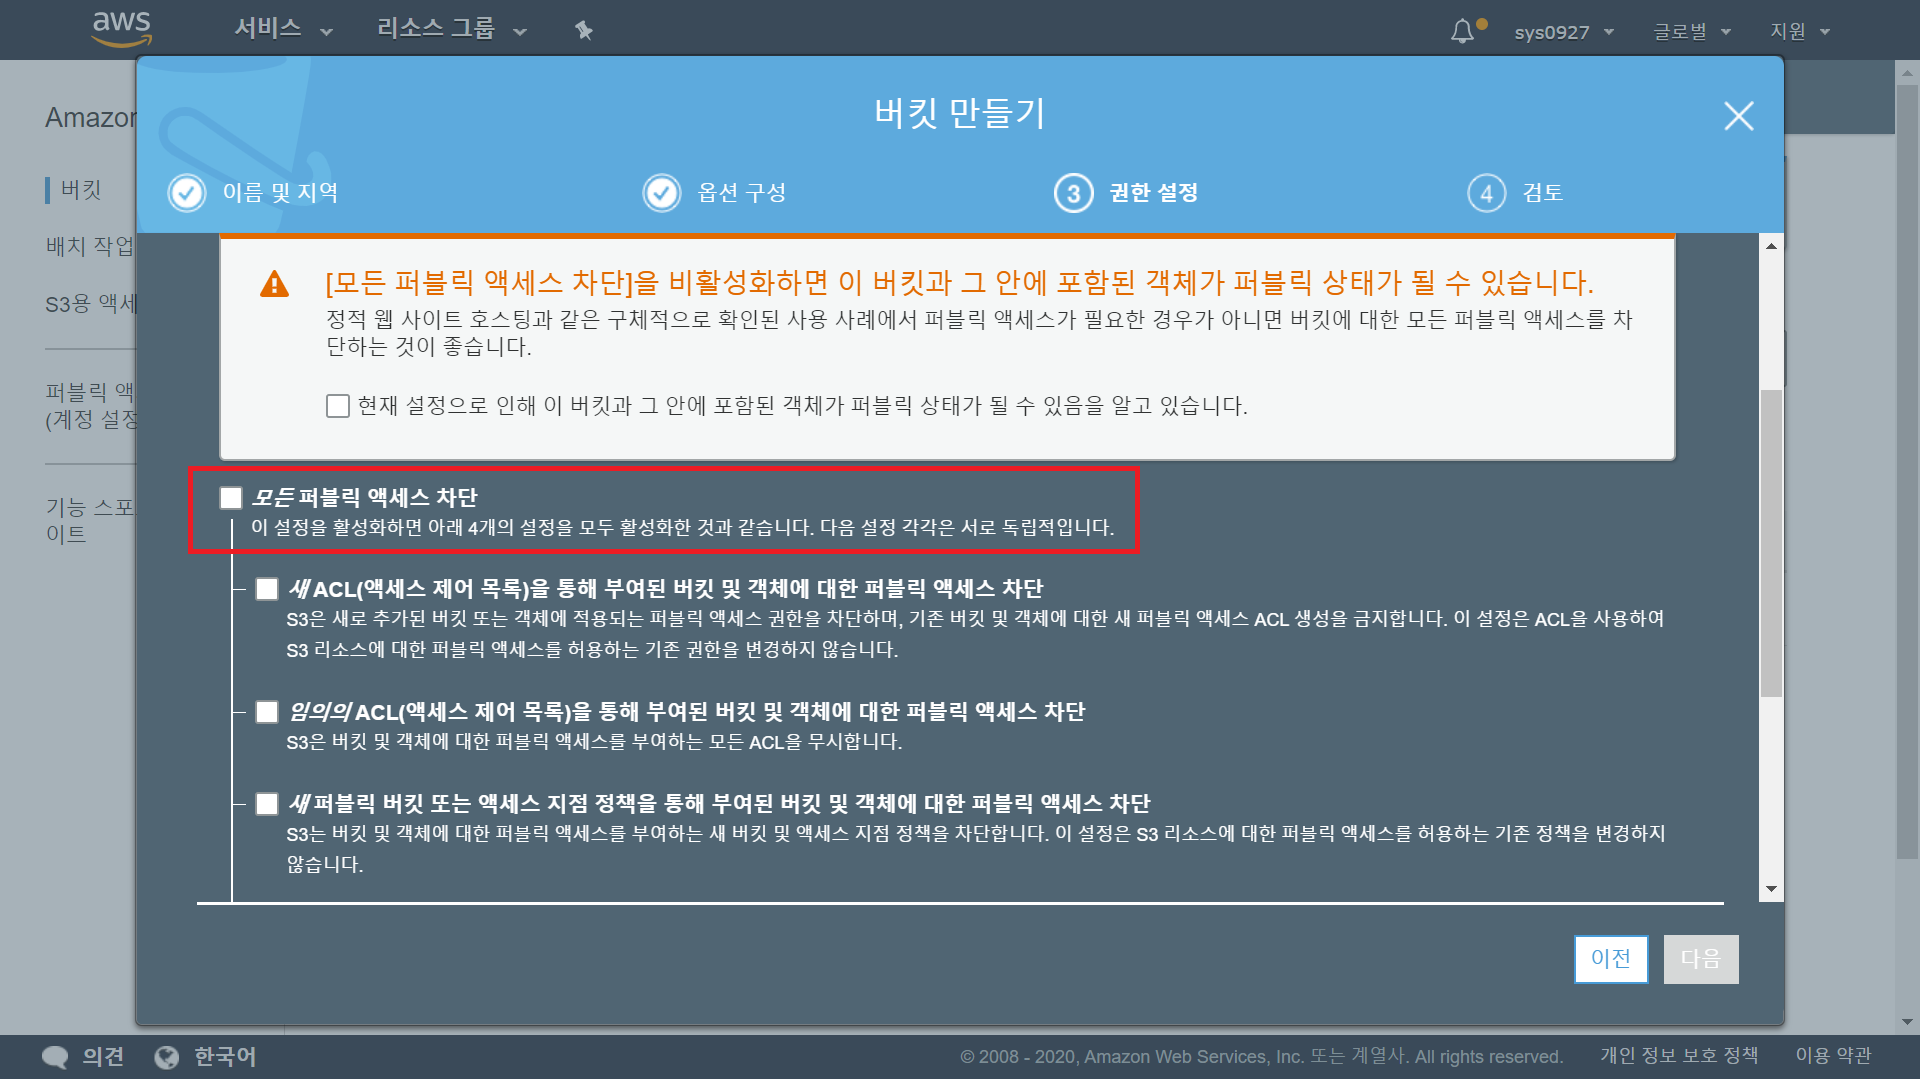 aws 서비스 리소스 그룹 sys0927 글로벌 지원
Amazon
버킷
배치 작업
S3용 액세
퍼블릭 액
(계정 설정
기능 스포
이트
버킷 만들기
이름 및 지역
옵션 구성
3 권한 설정
4 검토
[모든 퍼블릭 액세스 차단]을 비활성화하면 이 버킷과 그 안에 포함된 객체가 퍼블릭 상태가 될 수 있습니다.
정적 웹 사이트 호스팅과 같은 구체적으로 확인된 사용 사례에서 퍼블릭 액세스가 필요한 경우가 아니면 버킷에 대한 모든 퍼블릭 액세스를 차
단하는 것이 좋습니다.
현재 설정으로 인해 이 버킷과 그 안에 포함된 객체가 퍼블릭 상태가 될 수 있음을 알고 있습니다.
모든 퍼블릭 액세스 차단
이 설정을 활성화하면 아래 4개의 설정을 모두 활성화한 것과 같습니다. 다음 설정 각각은 서로 독립적입니다.
새 ACL(액세스 제어 목록)을 통해 부여된 버킷 및 객체에 대한 퍼블릭 액세스 차단
S3은 새로 추가된 버킷 또는 객체에 적용되는 퍼블릭 액세스 권한을 차단하며, 기존 버킷 및 객체에 대한 새 퍼블릭 액세스 ACL 생성을 금지합니다. 이 설정은 ACL을 사용하여
S3 리소스에 대한 퍼블릭 액세스를 허용하는 기존 권한을 변경하지 않습니다.
임의의 ACL(액세스 제어 목록)을 통해 부여된 버킷 및 객체에 대한 퍼블릭 액세스 차단
S3은 버킷 및 객체에 대한 퍼블릭 액세스를 부여하는 모든 ACL을 무시합니다.
새 퍼블릭 버킷 또는 액세스 지점 정책을 통해 부여된 버킷 및 객체에 대한 퍼블릭 액세스 차단
S3는 버킷 및 객체에 대한 퍼블릭 액세스를 부여하는 새 버킷 및 액세스 지점 정책을 차단합니다. 이 설정은 S3 리소스에 대한 퍼블릭 액세스를 허용하는 기존 정책을 변경하지
않습니다.
이전 다음
의견 한국어 © 2008 - 2020, Amazon Web Services, Inc. 또는 계열사. All rights reserved. 개인 정보 보호 정책 이용 약관